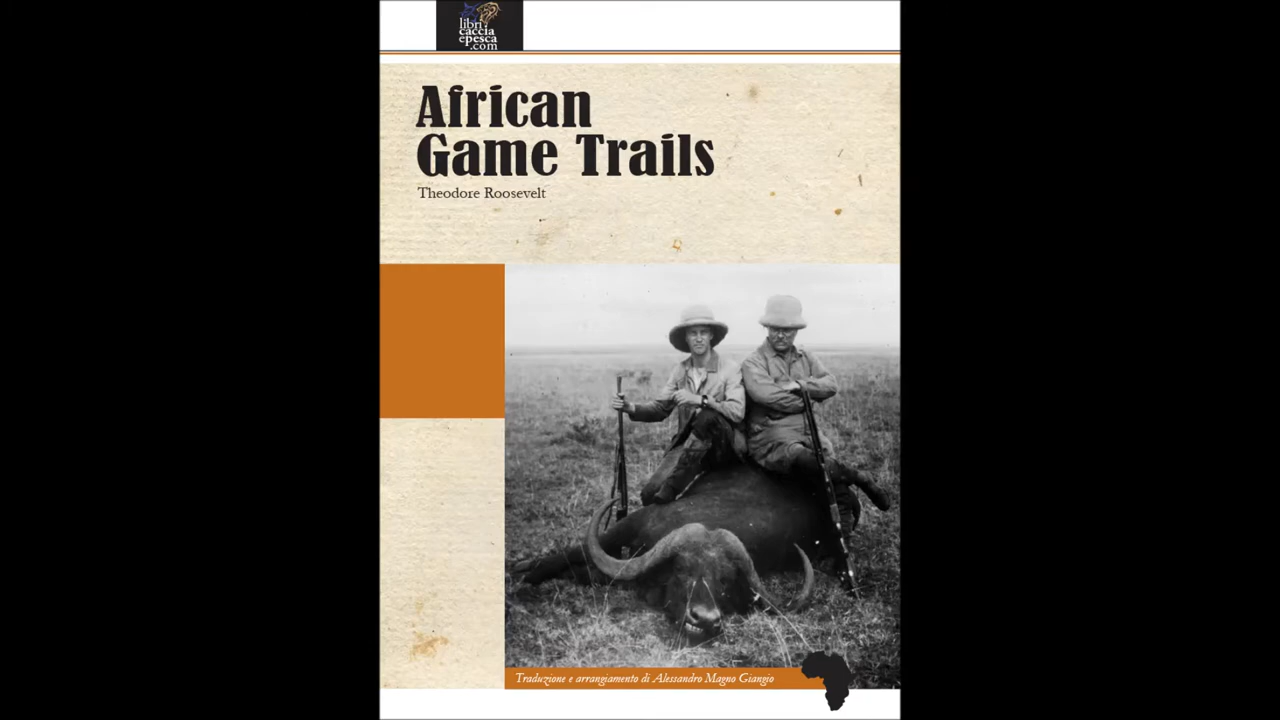 libri
caccia
epesca
.com
African
Game Trails
Theodore Roosevelt
Traduzione e arrangiamento di Alessandro Magno Giangio